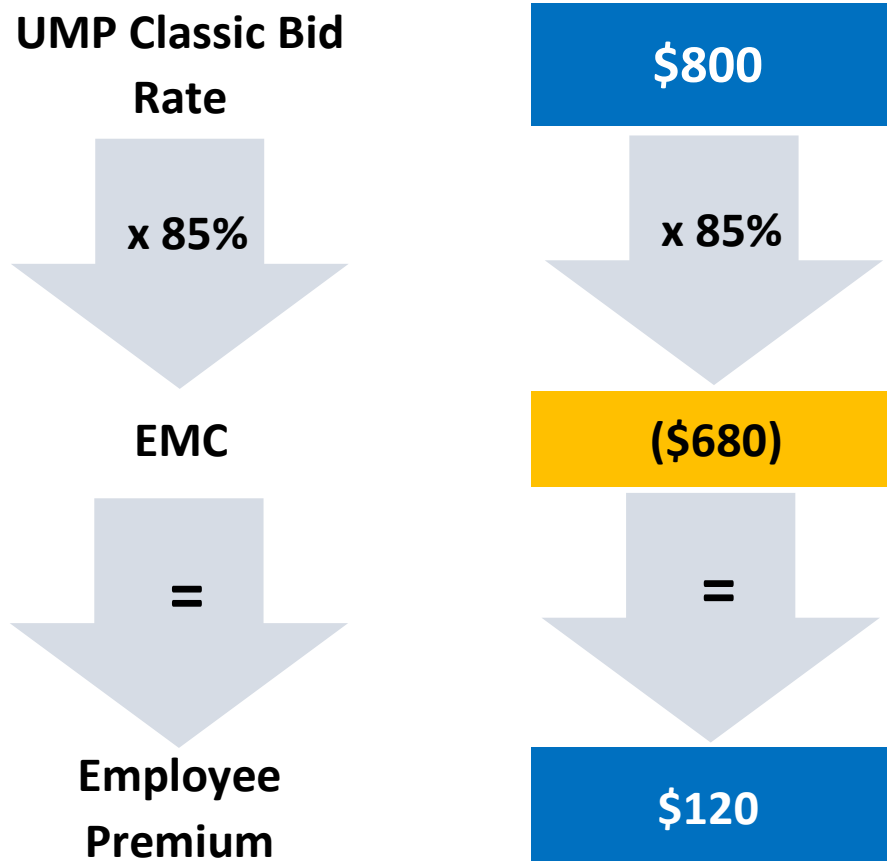 UMP Classic Bid
Rate
$800
x 85%
x 85%
EMC
($680)
=
=
Employee
Premium
$120